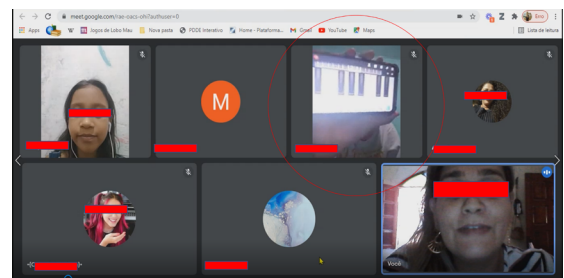 meet.google.com/rae-oacs-ohi?authuser=0
Apps
Jogos de Lobo Mau
Nova pasta
PDDE Interativo
Home - Plataforma...
Gmail
YouTube
Maps
Lista de leitura
M
Você